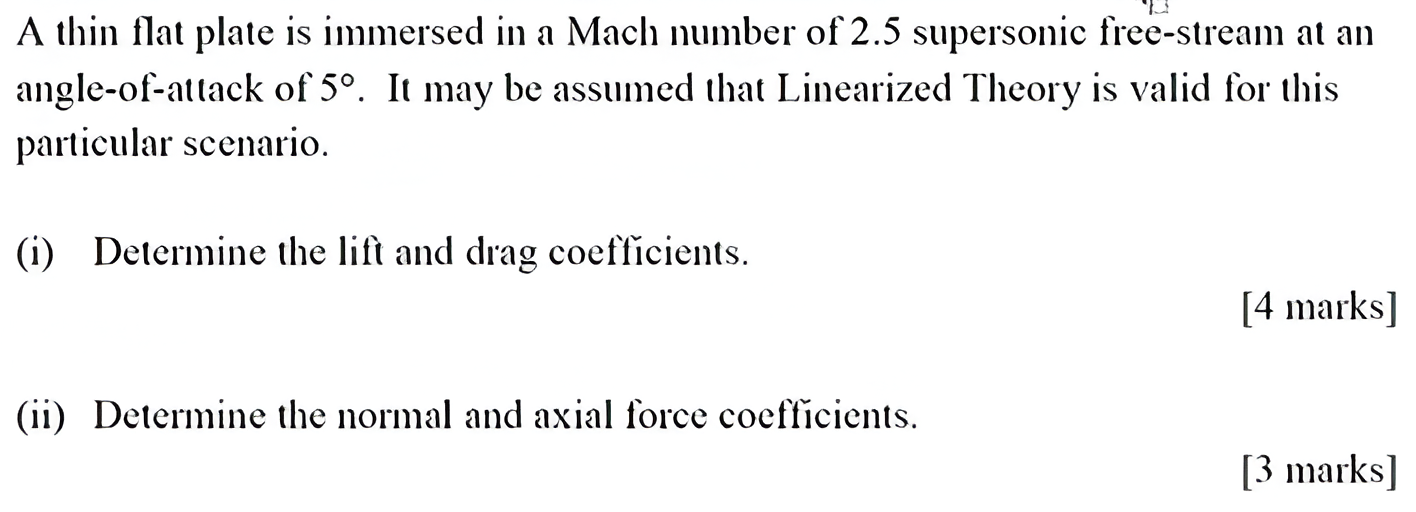 A thin flat plate is immersed in a Mach number of 2.5 supersonic free-stream at an
angle-of-attack of 5°. It may be assumed that Linearized Theory is valid for this
particular scenario.
(i) Determine the lift and drag coefficients.
[4 marks]
(ii) Determine the normal and axial force coefficients.
[3 marks]